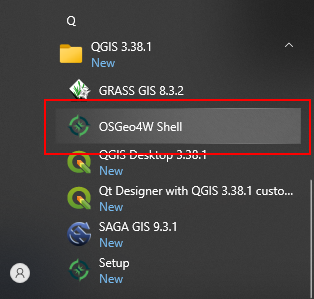 Q
QGIS 3.38.1
New
GRASS GIS 8.3.2
OSGeo4W Shell
QGIS Desktop 3.38.1
New
Qt Designer with QGIS 3.38.1 custo...
New
SAGA GIS 9.3.1
New
Setup
New